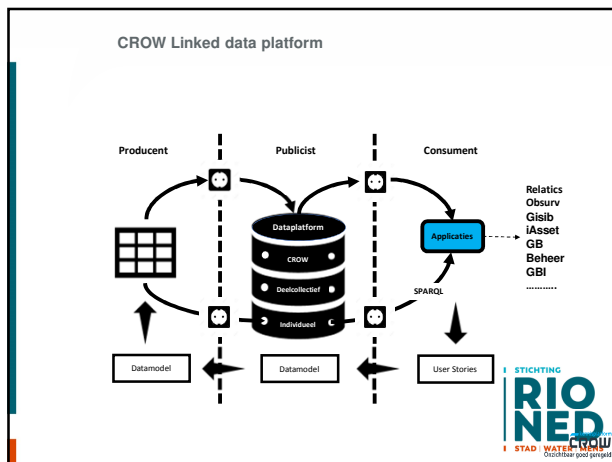 CROW Linked data platform
Producent
Publicist
Consument
Dataplatform
CROW
Deelcollectief
Individueel
Applicaties
SPARQL
Relatics
Obsurv
Gisib
iAsset
GB
Beheer
GBI
...........
Datamodel
Datamodel
User Stories
STICHTING
RIO
NED
STAD WATER MENS
CROW
Onzichtbaar goed geregeld